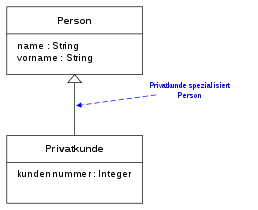 Person
name : String
vorname : String
Privatkunde spezialisiert
Person
Privatkunde
kundennummer : Integer